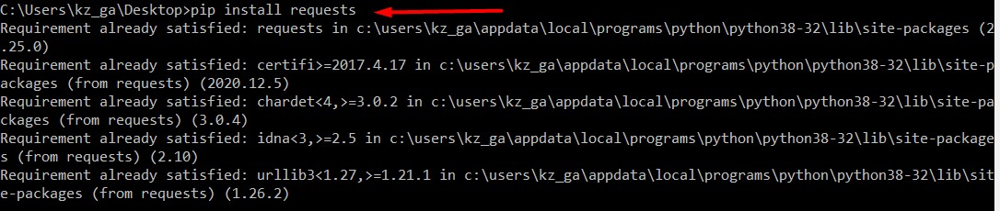 C:\Users\kz_ga\Desktop>pip install requests
Requirement already satisfied: requests in c:\users\kz_ga\appdata\local\programs\python\python38-32\lib\site-packages (2
.25.0)
Requirement already satisfied: certifi>=2017.4.17 in c:\users\kz_ga\appdata\local\programs\python\python38-32\lib\site-p
ackages (from requests) (2020.12.5)
Requirement already satisfied: chardet<4,>=3.0.2 in c:\users\kz_ga\appdata\local\programs\python\python38-32\lib\site-pa
ckages (from requests) (3.0.4)
Requirement already satisfied: idna<3,>=2.5 in c:\users\kz_ga\appdata\local\programs\python\python38-32\lib\site-package
s (from requests) (2.10)
Requirement already satisfied: urllib3<1.27,>=1.21.1 in c:\users\kz_ga\appdata\local\programs\python\python38-32\lib\sit
e-packages (from requests) (1.26.2)